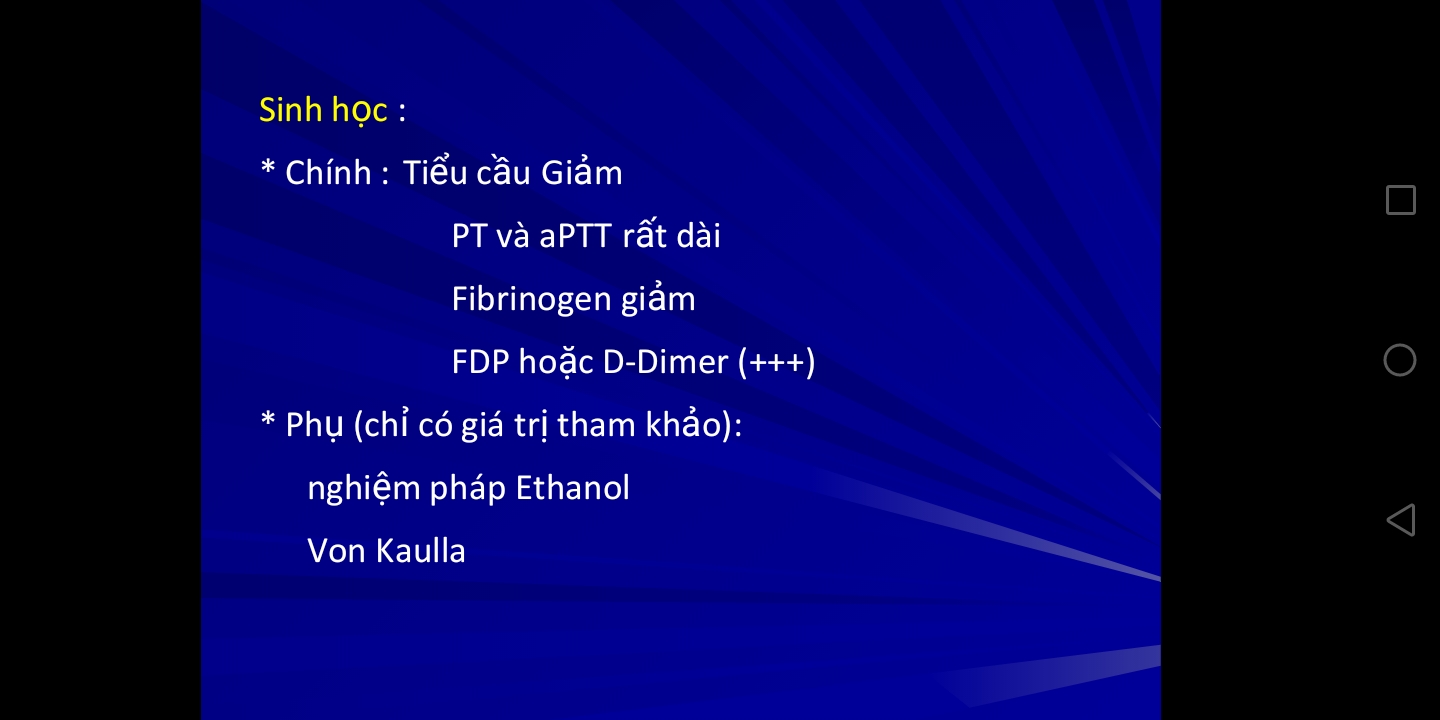 Sinh học :
* Chính : Tiểu cầu Giảm
PT và aPTT rất dài
Fibrinogen giảm
FDP hoặc D-Dimer (+++)
* Phụ (chỉ có giá trị tham khảo):
nghiệm pháp Ethanol
Von Kaulla